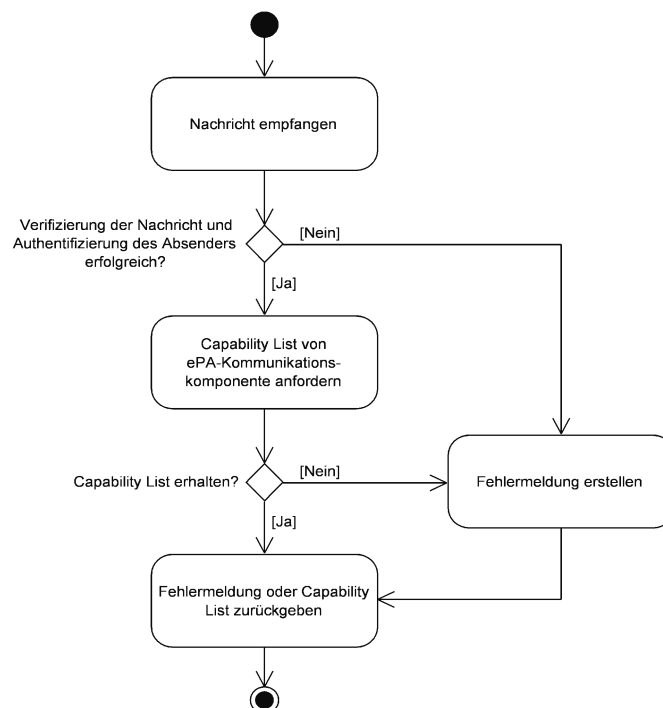 Nachricht empfangen
Verifizierung der Nachricht und
Authentifizierung des Absenders
erfolgreich?
[Nein]
[Ja]
Capability List von
ePA-Kommunikations-
komponente anfordern
Capability List erhalten?
[Nein]
Fehlermeldung erstellen
[Ja]
Fehlermeldung oder Capability
List zurückgeben